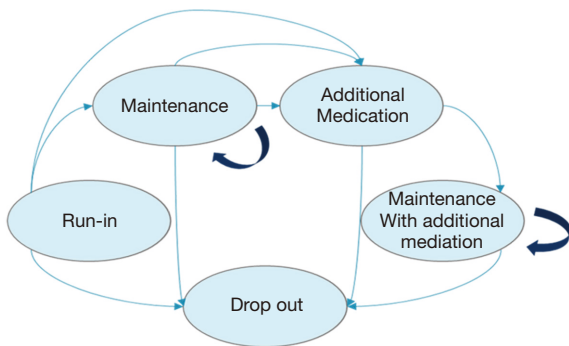 Maintenance
Additional
Medication
Run-in
Maintenance
With additional
mediation
Drop out